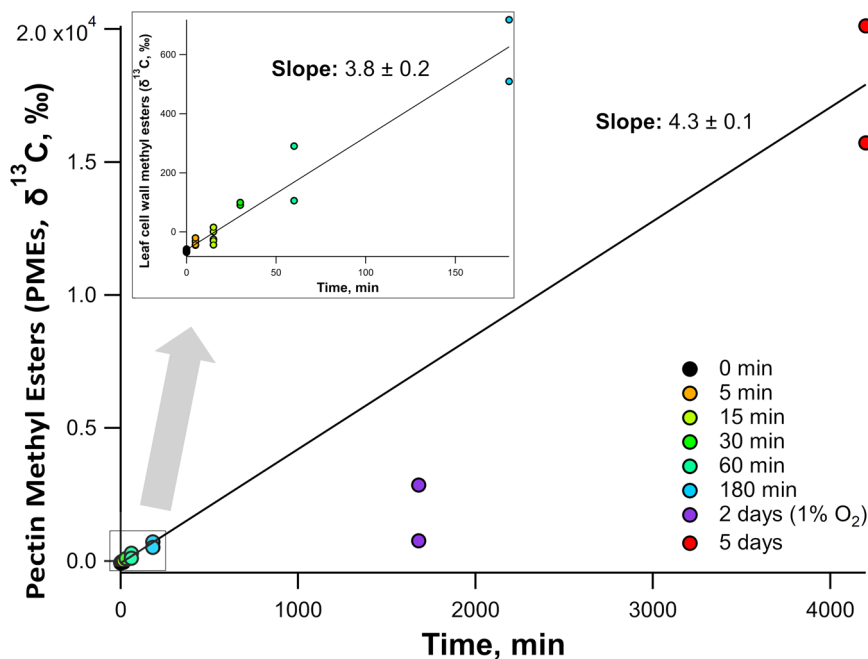 Pectin Methyl Esters (PMEs, δ¹³C, ‰)
2.0 x10⁴
1.5
1.0
0.5
0.0
0
1000
2000
3000
4000
Time, min
Slope: 4.3 ± 0.1
Leaf cell wall methyl esters (δ¹³C, ‰)
600
400
200
0
0
50
100
150
Time, min
Slope: 3.8 ± 0.2
0 min
5 min
15 min
30 min
60 min
180 min
2 days (1% O₂)
5 days